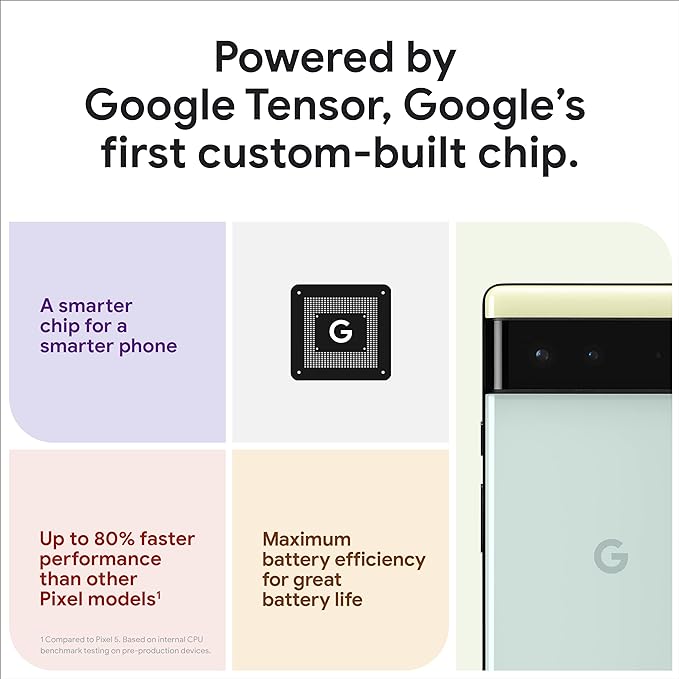 Powered by
Google Tensor, Google’s
first custom-built chip.
A smarter
chip for a
smarter phone
G
Up to 80% faster
performance
than other
Pixel models¹
1 Compared to Pixel 5. Based on internal CPU
benchmark testing on pre-production devices.
Maximum
battery efficiency
for great
battery life
G